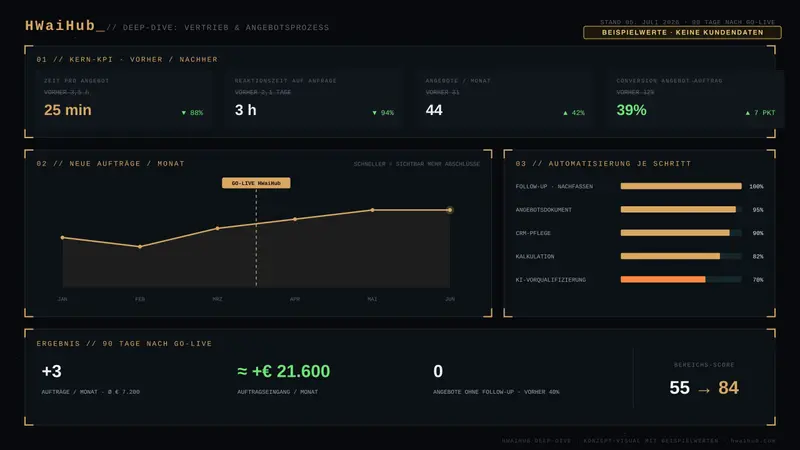 HWaiHub_ // DEEP-DIVE: VERTRIEB & ANGEBOTSPROZESS
STAND 05. JULI 2026 · 90 TAGE NACH GO-LIVE
BEISPIELWERTE · KEINE KUNDENDATEN
01 // KERN-KPI · VORHER / NACHHER
ZEIT PRO ANGEBOT
VORHER 3,5 h
25 min
▼ 88%
REAKTIONSZEIT AUF ANFRAGE
VORHER 2,1 TAGE
3 h
▼ 94%
ANGEBOTE / MONAT
VORHER 31
44
▲ 42%
CONVERSION ANGEBOT→AUFTRAG
VORHER 32%
39%
▲ 7 PKT
02 // NEUE AUFTRÄGE / MONAT
SCHNELLER = SICHTBAR MEHR ABSCHLÜSSE
GO-LIVE HWaiHub
JAN
FEB
MRZ
APR
MAI
JUN
03 // AUTOMATISIERUNG JE SCHRITT
FOLLOW-UP · NACHFASSEN 100%
ANGEBOTSDOKUMENT 95%
CRM-PFLEGE 90%
KALKULATION 82%
KI-VORQUALIFIZIERUNG 70%
ERGEBNIS // 90 TAGE NACH GO-LIVE
+3
AUFTRÄGE / MONAT · Ø € 7.200
≈ +€ 21.600
AUFTRAGSEINGANG / MONAT
0
ANGEBOTE OHNE FOLLOW-UP · VORHER 40%
BEREICHS-SCORE
55 → 84
HWAIHUB DEEP-DIVE · KONZEPT-VISUAL MIT BEISPIELWERTEN · hwaihub.com